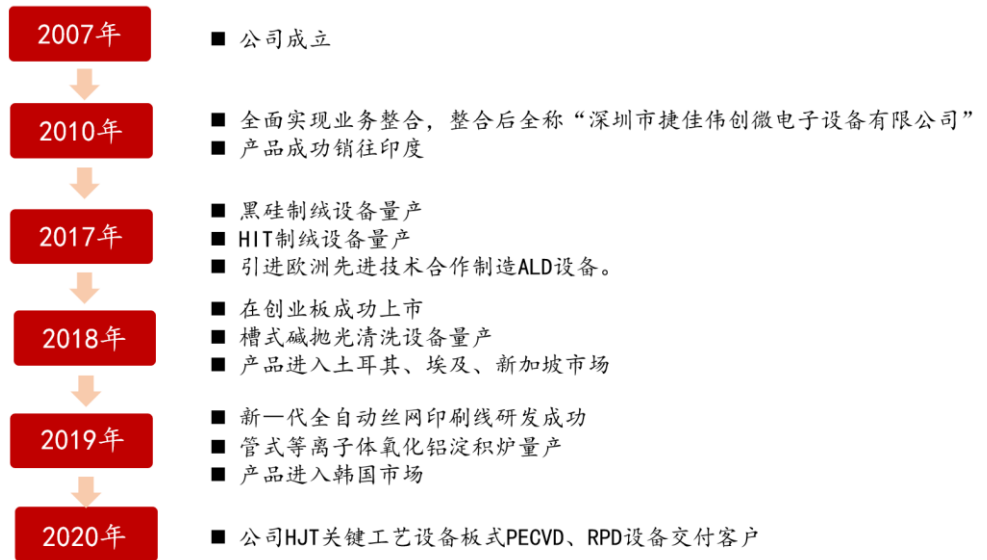 2007年
■ 公司成立
2010年
■ 全面实现业务整合，整合后全称“深圳市捷佳伟创微电子设备有限公司”
■ 产品成功销往印度
2017年
■ 黑硅制绒设备量产
■ HIT制绒设备量产
■ 引进欧洲先进技术合作制造ALD设备。
2018年
■ 在创业板成功上市
■ 槽式碱抛光清洗设备量产
■ 产品进入土耳其、埃及、新加坡市场
2019年
■ 新一代全自动丝网印刷线研发成功
■ 管式等离子体氧化铝淀积炉量产
■ 产品进入韩国市场
2020年
■ 公司HJT关键工艺设备板式PECVD、RPD设备交付客户